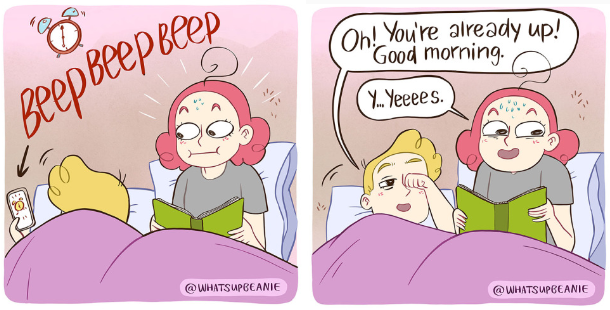 BEEP BEEP BEEP
@WHATSUPBEANIE
Oh! You're already up!
Good morning.
Y...Yeeees.
@WHATSUPBEANIE